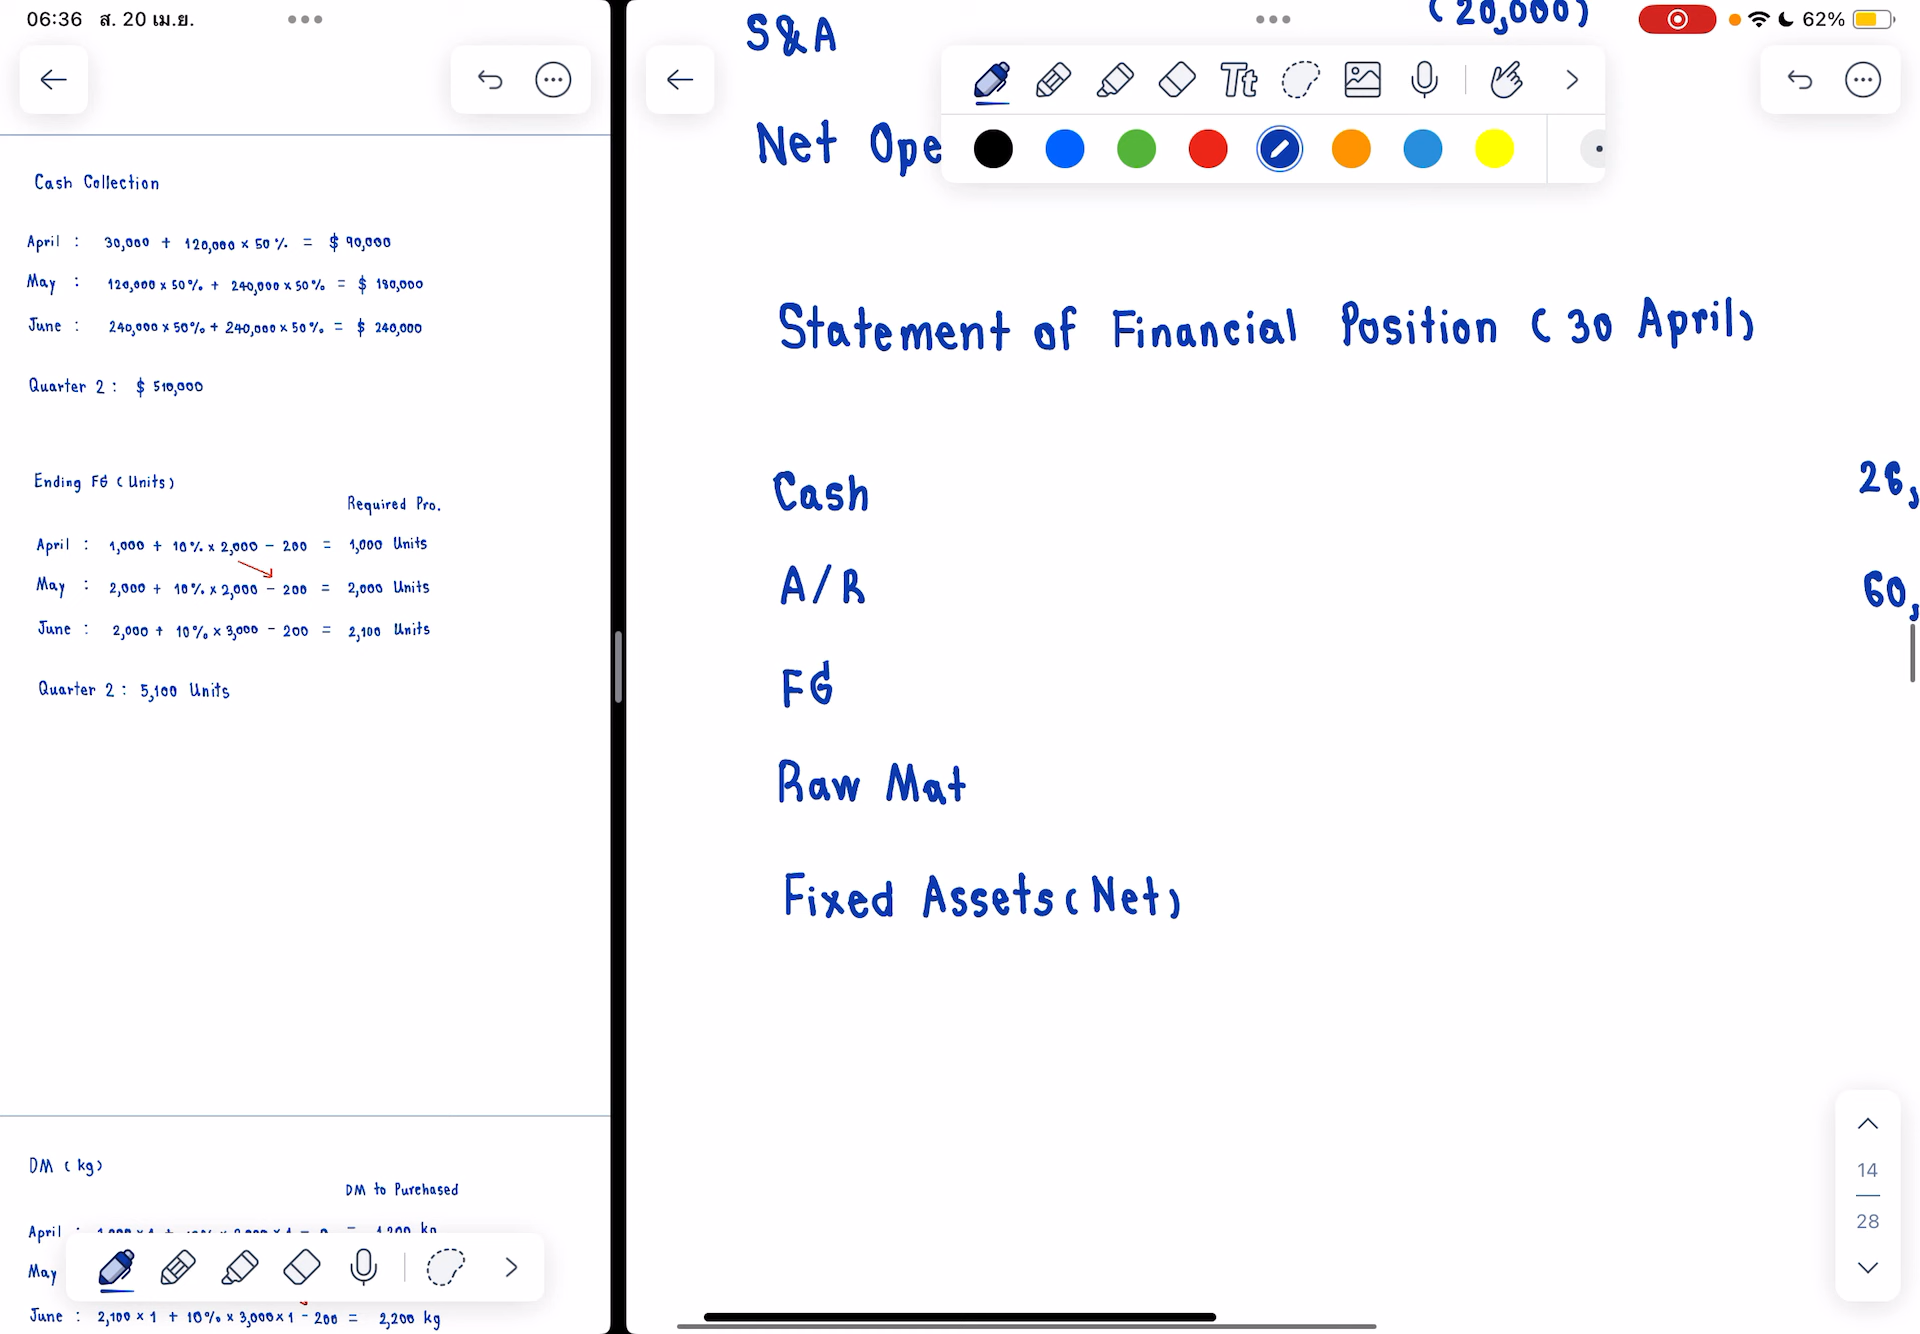 06:36 ส. 20 เม.ย.
62%
Cash Collection
April : 30,000 + 120,000 x 50 % = $ 90,000
May : 120,000 x 50 % + 240,000 x 50 % = $ 180,000
June : 240,000 x 50% + 240,000 x 50 % = $ 240,000
Quarter 2 : $ 510,000
Ending FG ( Units )
Required Pro.
April : 1,000 + 10 % x 2,000 - 200 = 1,000 Units
May : 2,000 + 10% x 2,000 - 200 = 2,000 Units
June : 2,000 + 10% x 3,000 - 200 = 2,100 Units
Quarter 2 : 5,100 Units
DM ( kg )
DM to Purchased
April : = 1,200 kg
May
June : 2,100 x 1 + 10% x 3,000 x 1 - 200 = 2,200 kg
S&A (20,000)
Tt
Net Ope
Statement of Financial Position ( 30 April )
Cash 26,
A/R 60,
FG
Raw Mat
Fixed Assets ( Net )
14
28